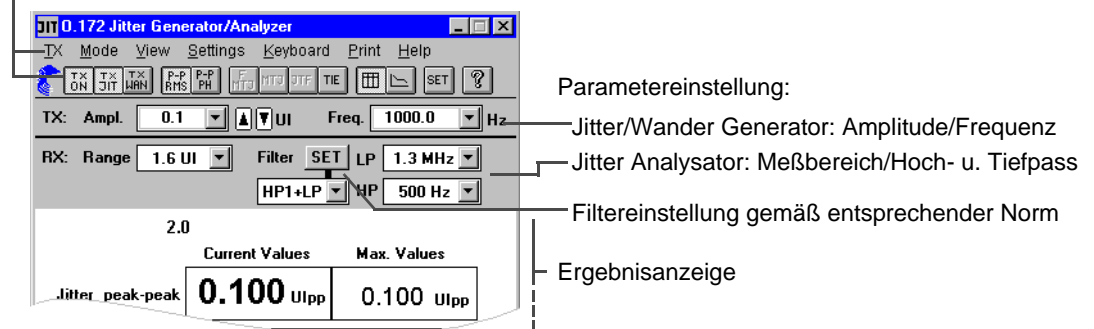 JIT O.172 Jitter Generator/Analyzer
TX Mode View Settings Keyboard Print Help
TX ON TX JIT TX WAN P-P RMS P-P PH F MTJ MTJ JTF TIE SET ?
Parametereinstellung:
TX: Ampl. 0.1 UI Freq. 1000.0 Hz
Jitter/Wander Generator: Amplitude/Frequenz
RX: Range 1.6 UI Filter SET LP 1.3 MHz
Jitter Analysator: Meßbereich/Hoch- u. Tiefpass
HP1+LP HP 500 Hz
Filtereinstellung gemäß entsprechender Norm
2.0
Current Values Max. Values
Ergebnisanzeige
Jitter peak-peak 0.100 UIpp 0.100 UIpp